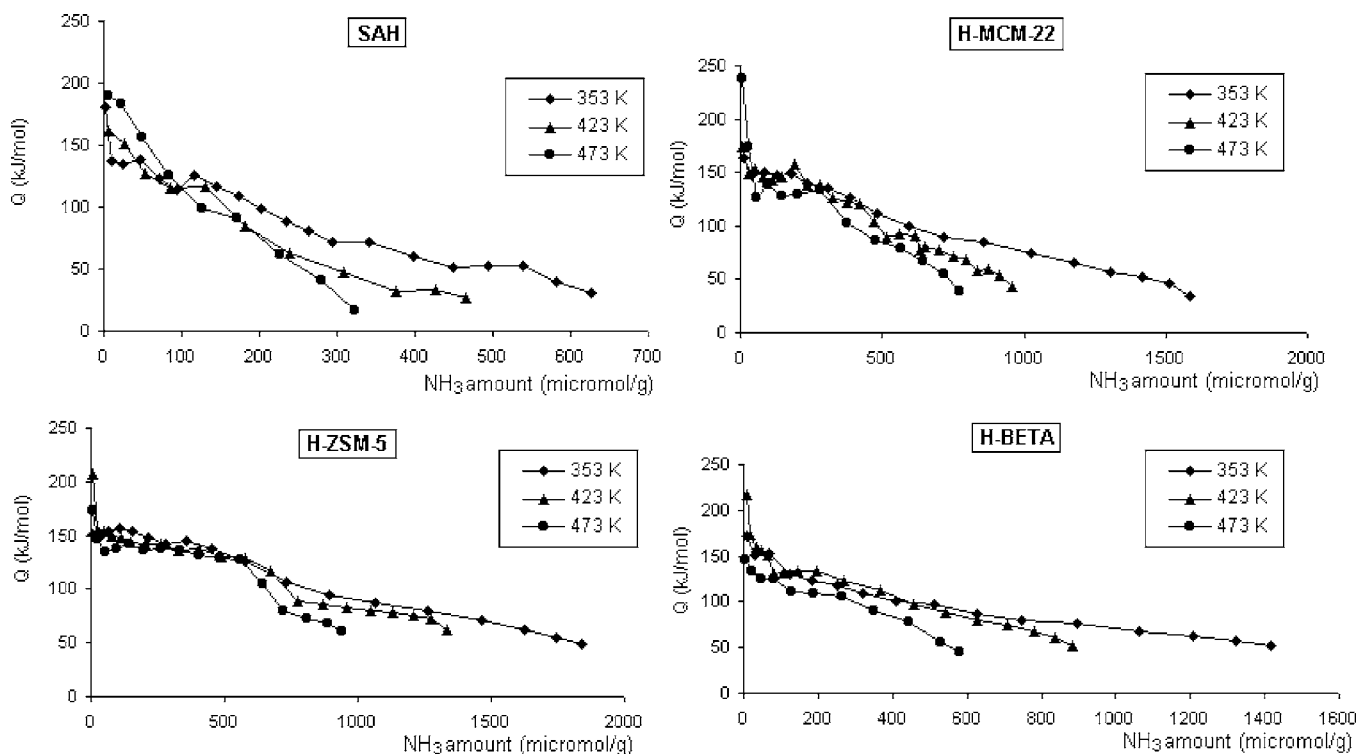 SAH
250
200
150
100
50
0
Q (kJ/mol)
353 K
423 K
473 K
0 100 200 300 400 500 600 700
NH3 amount (micromol/g)
H-MCM-22
250
200
150
100
50
0
Q (kJ/mol)
353 K
423 K
473 K
0 500 1000 1500 2000
NH3 amount (micromol/g)
H-ZSM-5
250
200
150
100
50
0
Q (kJ/mol)
353 K
423 K
473 K
0 500 1000 1500 2000
NH3 amount (micromol/g)
H-BETA
250
200
150
100
50
0
Q (kJ/mol)
353 K
423 K
473 K
0 200 400 600 800 1000 1200 1400 1600
NH3 amount (micromol/g)